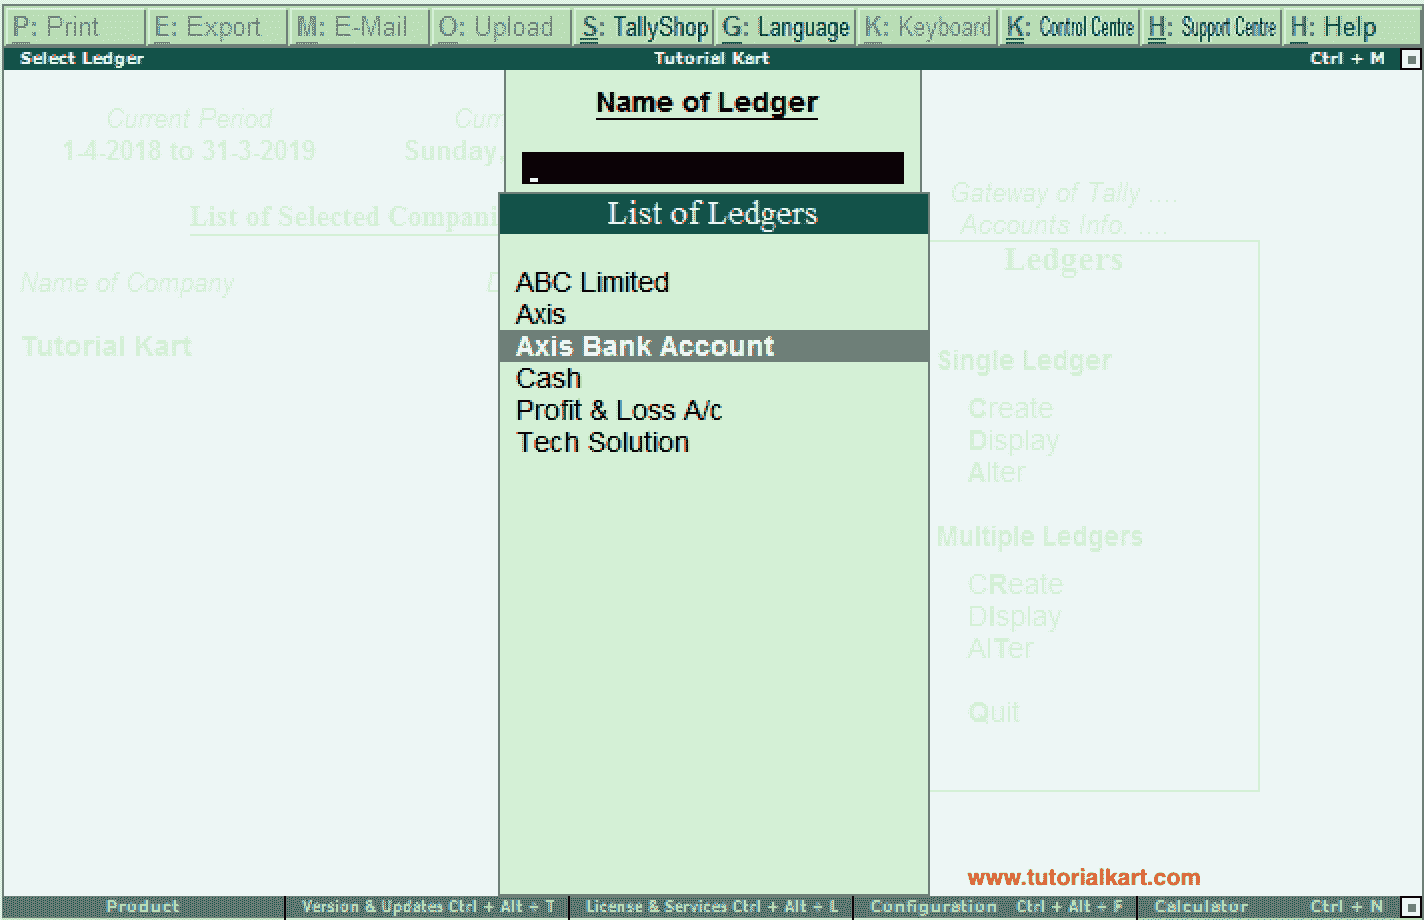 P: Print E: Export M: E-Mail O: Upload S: TallyShop G: Language K: Keyboard K: Control Centre H: Support Centre H: Help
Select Ledger Tutorial Kart Ctrl + M
Name of Ledger
Current Period Curr
1-4-2018 to 31-3-2019 Sunday,
List of Selected Compani
Name of Company D
Tutorial Kart
List of Ledgers
ABC Limited
Axis
Axis Bank Account
Cash
Profit & Loss A/c
Tech Solution
Gateway of Tally ....
Accounts Info. ....
Ledgers
Single Ledger
Create
Display
Alter
Multiple Ledgers
CReate
DIsplay
AlTer
Quit
www.tutorialkart.com
Product Version & Updates Ctrl + Alt + T License & Services Ctrl + Alt + L Configuration Ctrl + Alt + F Calculator Ctrl + N